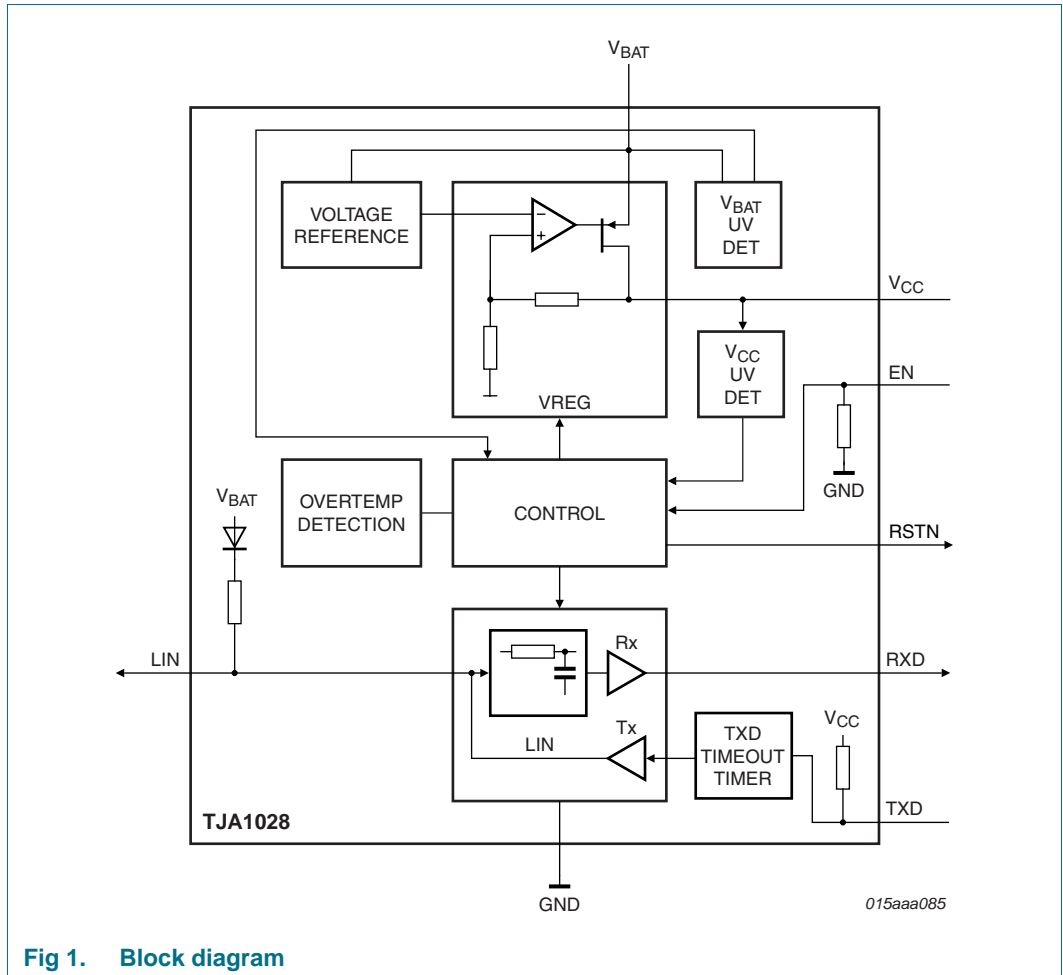 VBAT
VOLTAGE
REFERENCE
−
+
VREG
VBAT
UV
DET
VCC
VCC
UV
DET
EN
GND
OVERTEMP
DETECTION
CONTROL
RSTN
VBAT
LIN
Rx
RXD
Tx
LIN
TXD
TIMEOUT
TIMER
VCC
TXD
TJA1028
GND
015aaa085
Fig 1. Block diagram